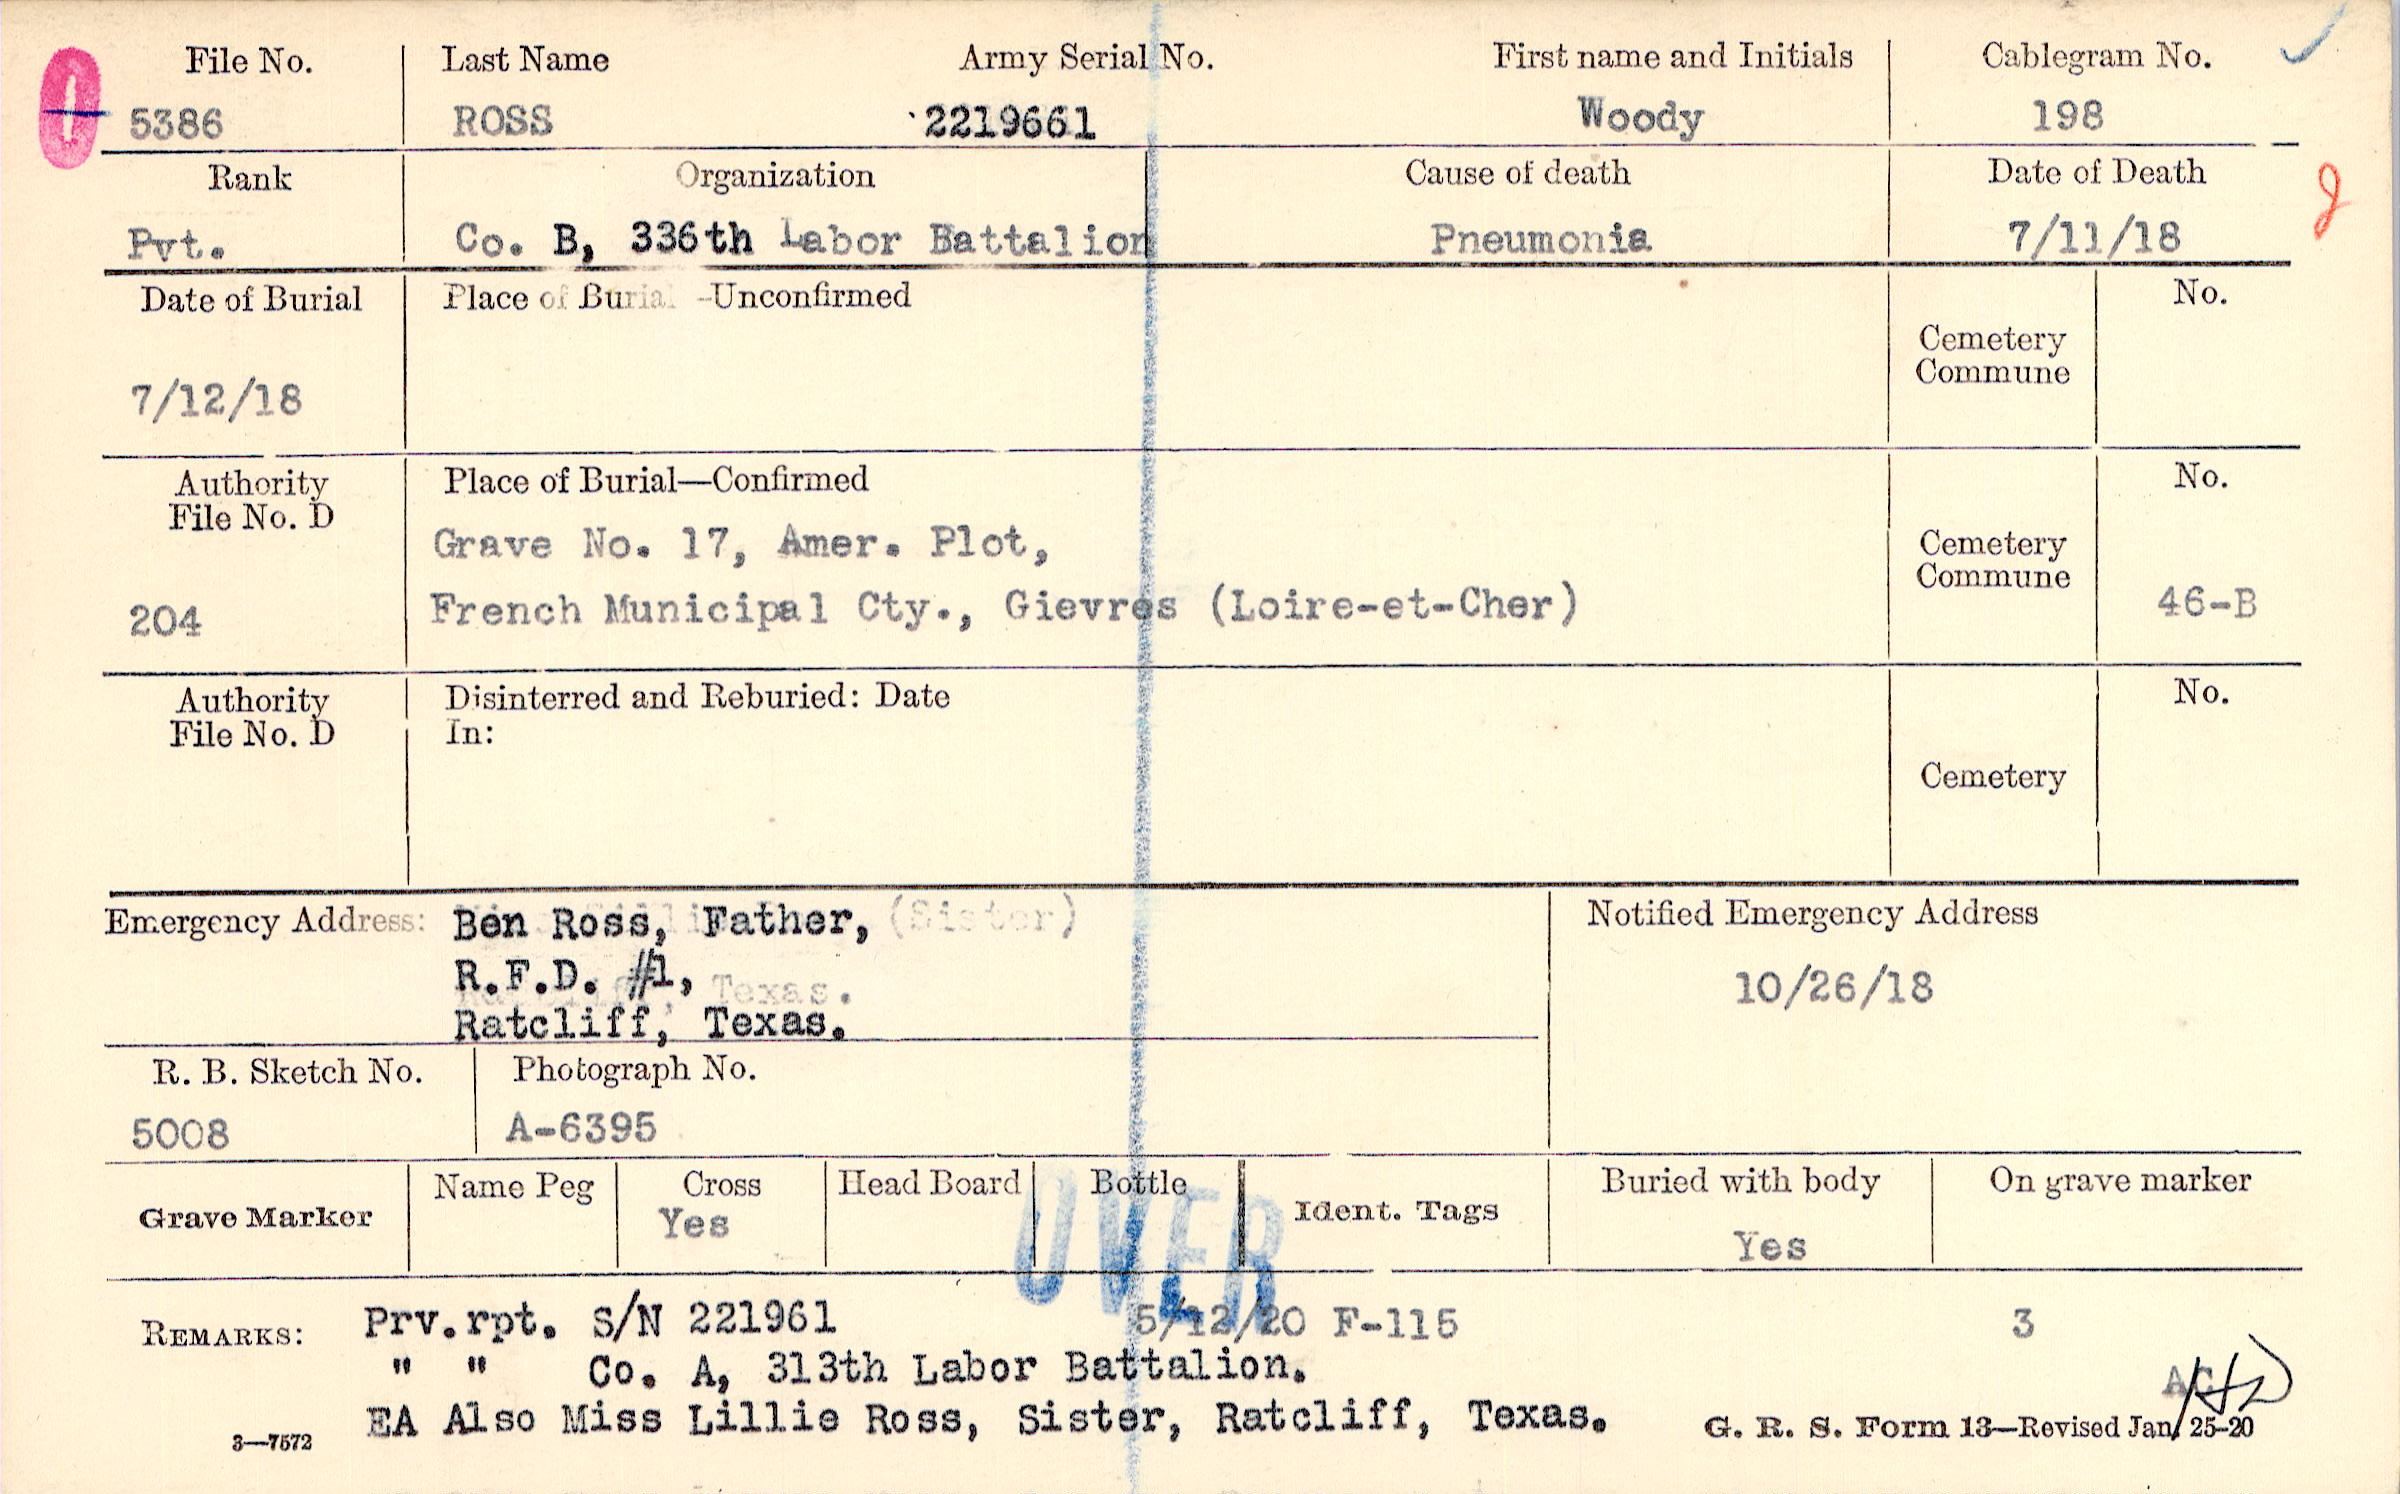 File No. Last Name Army Serial No. First name and Initials Cablegram No.
5386 ROSS 2219661 Woody 198
Rank Organization Cause of death Date of Death
Pvt. Co. B, 336th Labor Battalion Pneumonia 7/11/18
Date of Burial Place of Burial -Unconfirmed No.
Cemetery
Commune
7/12/18
Authority Place of Burial—Confirmed No.
File No. D
Grave No. 17, Amer. Plot, Cemetery
Commune
204 French Municipal Cty., Gievres (Loire-et-Cher) 46-B
Authority Disinterred and Reburied: Date No.
File No. D In:
Cemetery
Emergency Address: Ben Ross, Father, (Sister) Notified Emergency Address
R.F.D. #1, Texas. 10/26/18
Ratcliff, Texas.
R. B. Sketch No. Photograph No.
5008 A-6395
Grave Marker Name Peg Cross Head Board Bottle Ident. Tags Buried with body On grave marker
Yes Yes
OVER
REMARKS: Prv.rpt. S/N 221961 5/12/20 F-115 3
" " Co. A, 313th Labor Battalion. AC
EA Also Miss Lillie Ross, Sister, Ratcliff, Texas.
3—7572 G. R. S. Form 13—Revised Jan. 25-20